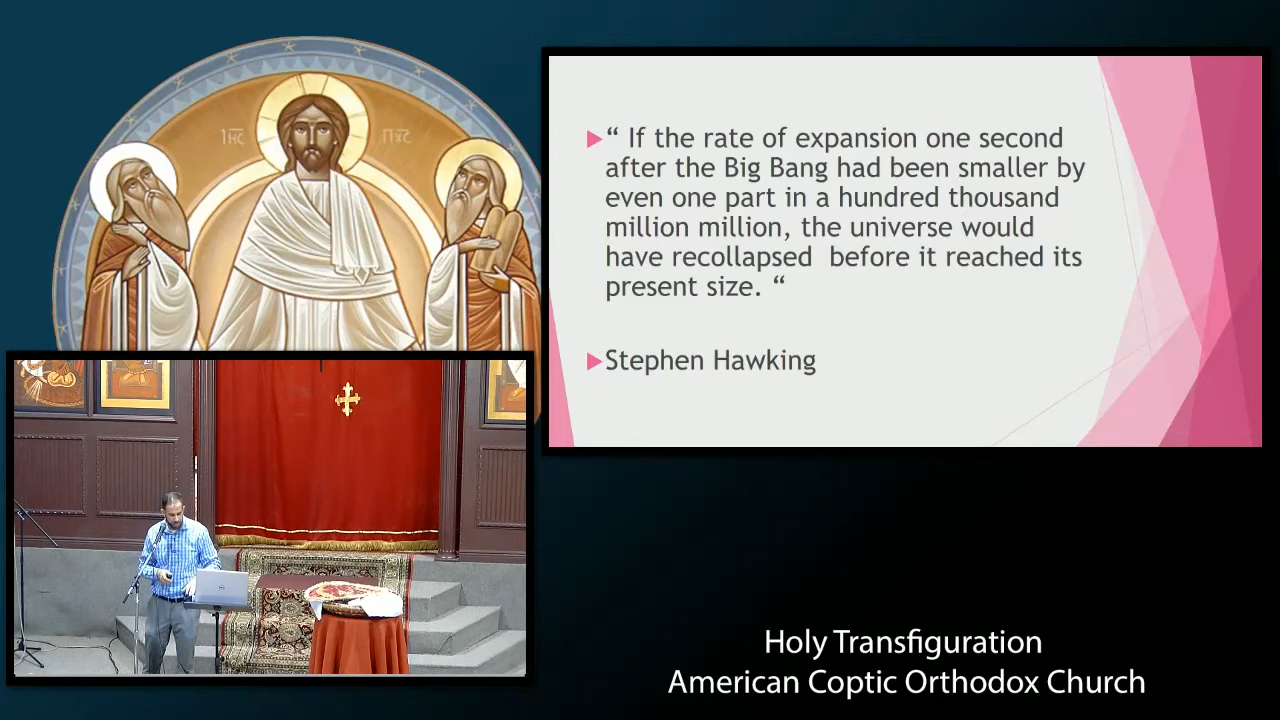 ΙΗC
ΠΧC
“ If the rate of expansion one second
after the Big Bang had been smaller by
even one part in a hundred thousand
million million, the universe would
have recollapsed  before it reached its
present size. “
Stephen Hawking
Holy Transfiguration
American Coptic Orthodox Church